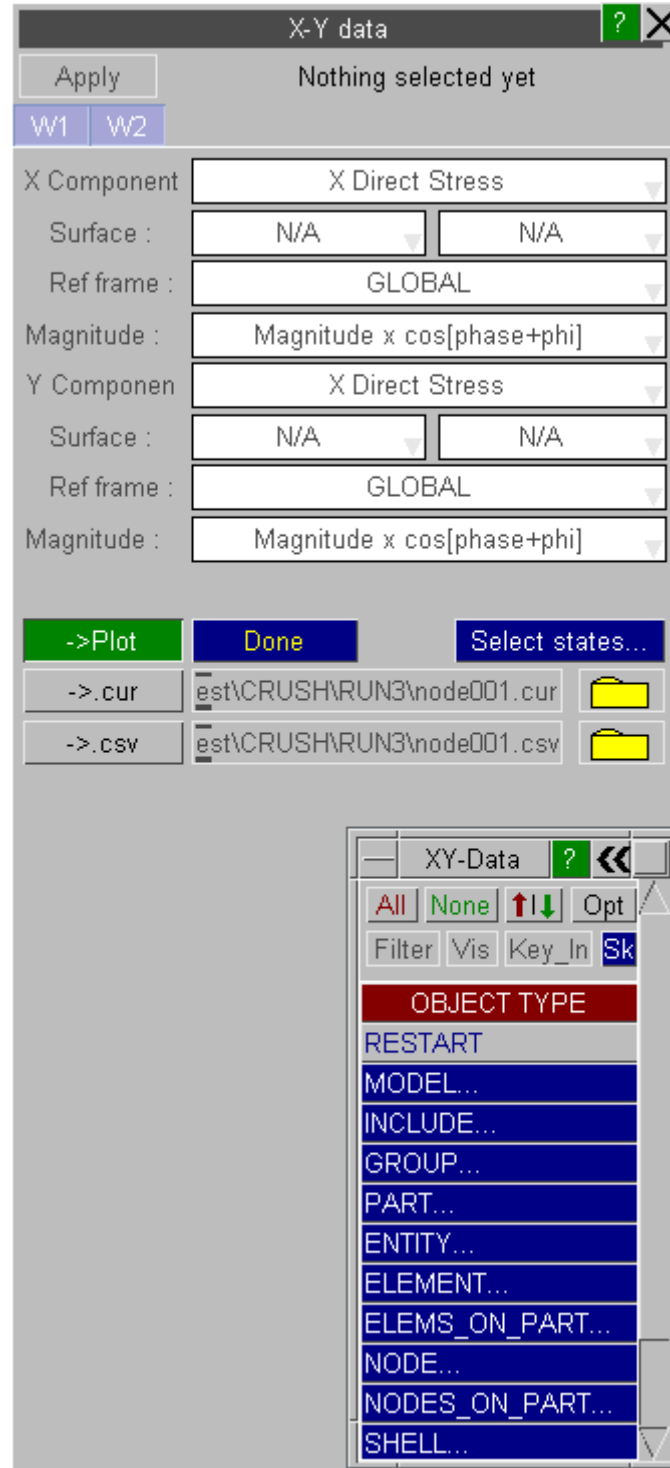 X-Y data ?
Apply Nothing selected yet
W1 W2
X Component X Direct Stress
Surface : N/A N/A
Ref frame : GLOBAL
Magnitude : Magnitude x cos[phase+phi]
Y Componen X Direct Stress
Surface : N/A N/A
Ref frame : GLOBAL
Magnitude : Magnitude x cos[phase+phi]
->Plot Done Select states...
->.cur est\CRUSH\RUN3\node001.cur
->.csv est\CRUSH\RUN3\node001.csv
XY-Data ?
All None Opt
Filter Vis Key_In Sk
OBJECT TYPE
RESTART
MODEL...
INCLUDE...
GROUP...
PART...
ENTITY...
ELEMENT...
ELEMS_ON_PART...
NODE...
NODES_ON_PART...
SHELL...